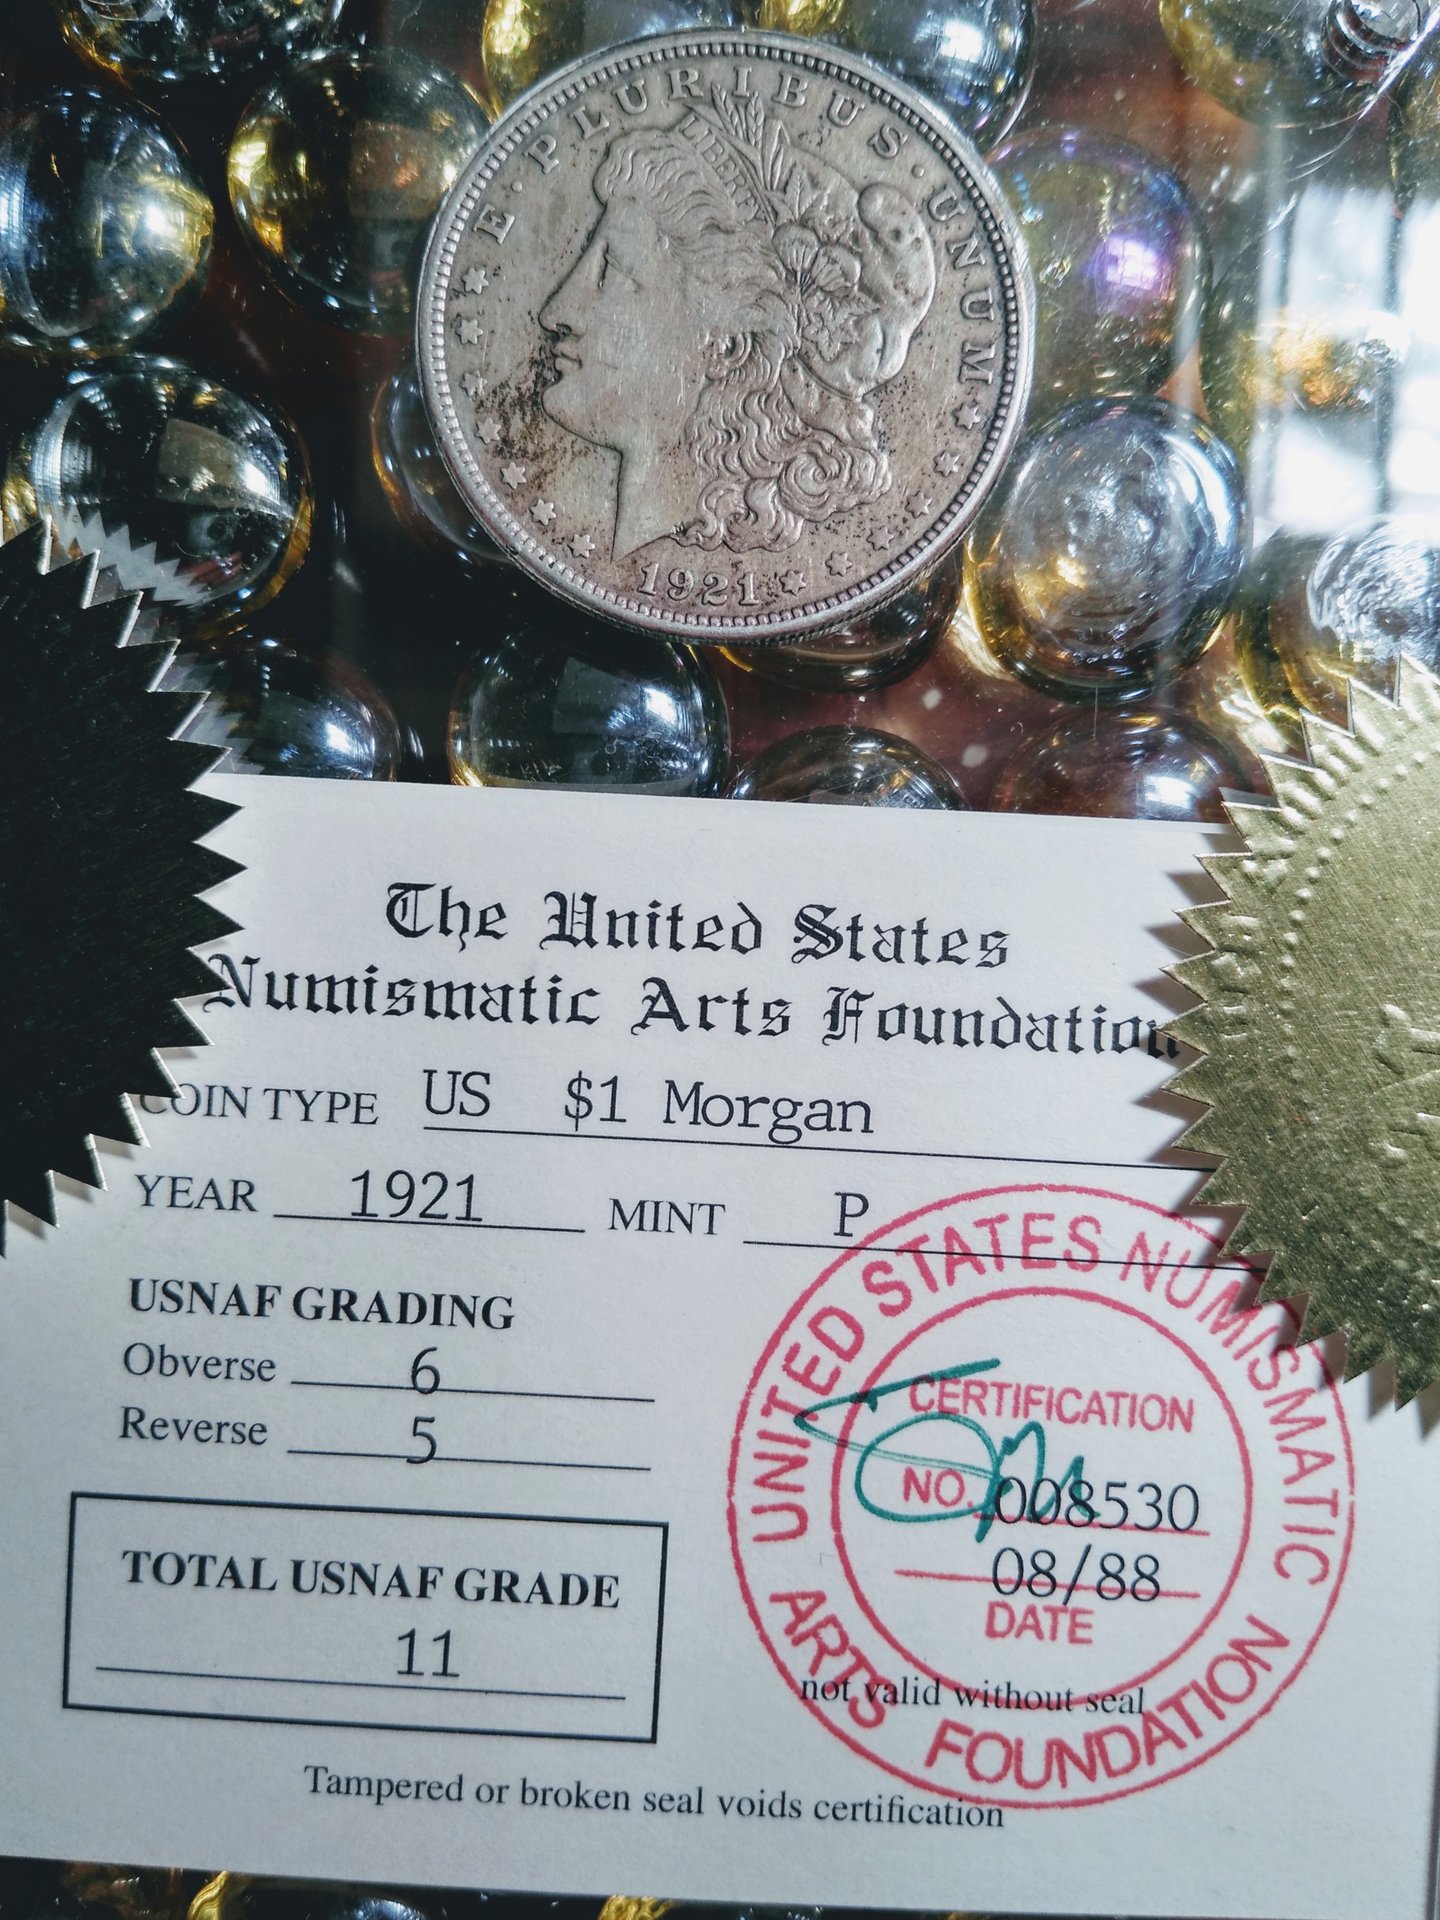 E · PLURIBUS · UNUM
LIBERTY
1921
The United States
Numismatic Arts Foundation
COIN TYPE US $1 Morgan
YEAR 1921 MINT P
USNAF GRADING
Obverse 6
Reverse 5
TOTAL USNAF GRADE
11
UNITED STATES NUMISMATIC
ARTS FOUNDATION
CERTIFICATION
NO. 008530
08/88
DATE
not valid without seal
Tampered or broken seal voids certification